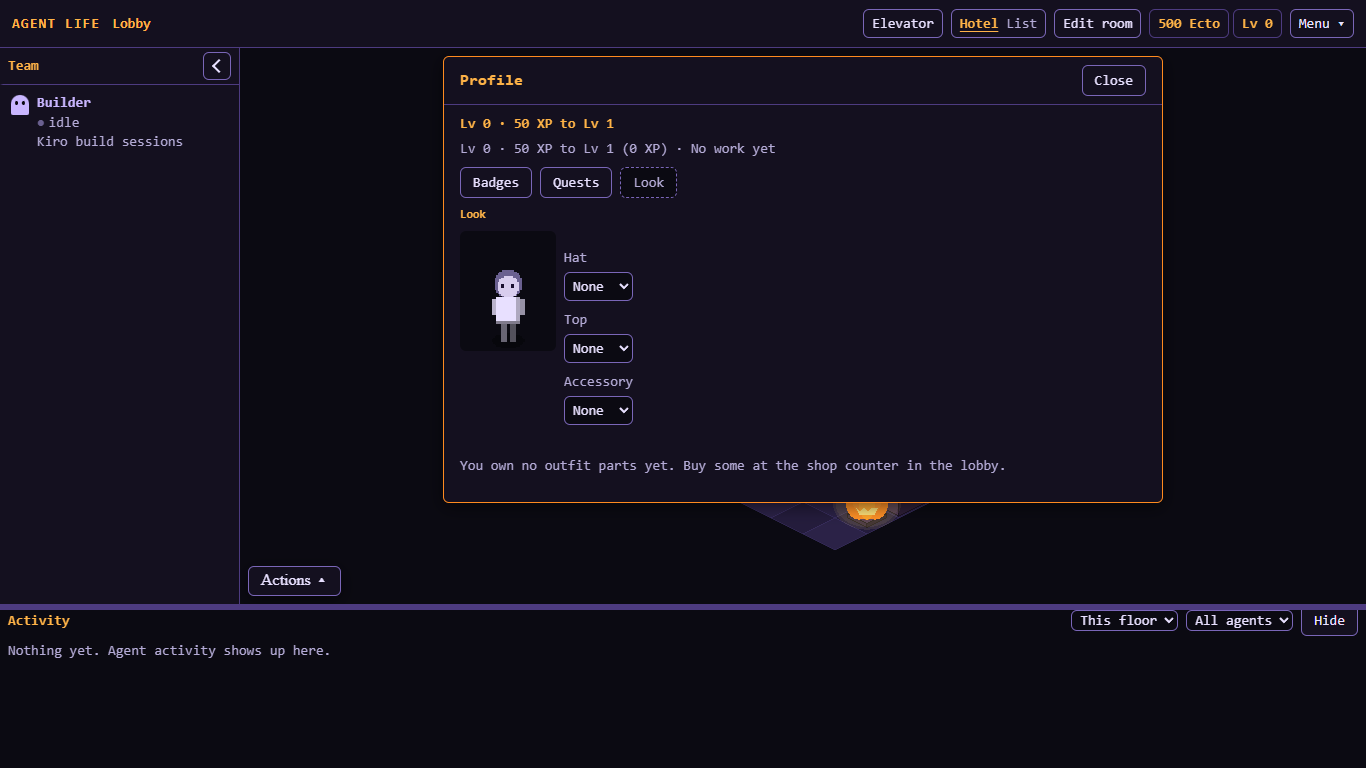 AGENT LIFE Lobby
Elevator Hotel List Edit room 500 Ecto Lv 0 Menu ▾
Team
Builder
idle
Kiro build sessions
Profile
Close
Lv 0 · 50 XP to Lv 1
Lv 0 · 50 XP to Lv 1 (0 XP) · No work yet
Badges Quests Look
Look
Hat
None
Top
None
Accessory
None
You own no outfit parts yet. Buy some at the shop counter in the lobby.
Actions ▴
Activity
This floor All agents Hide
Nothing yet. Agent activity shows up here.